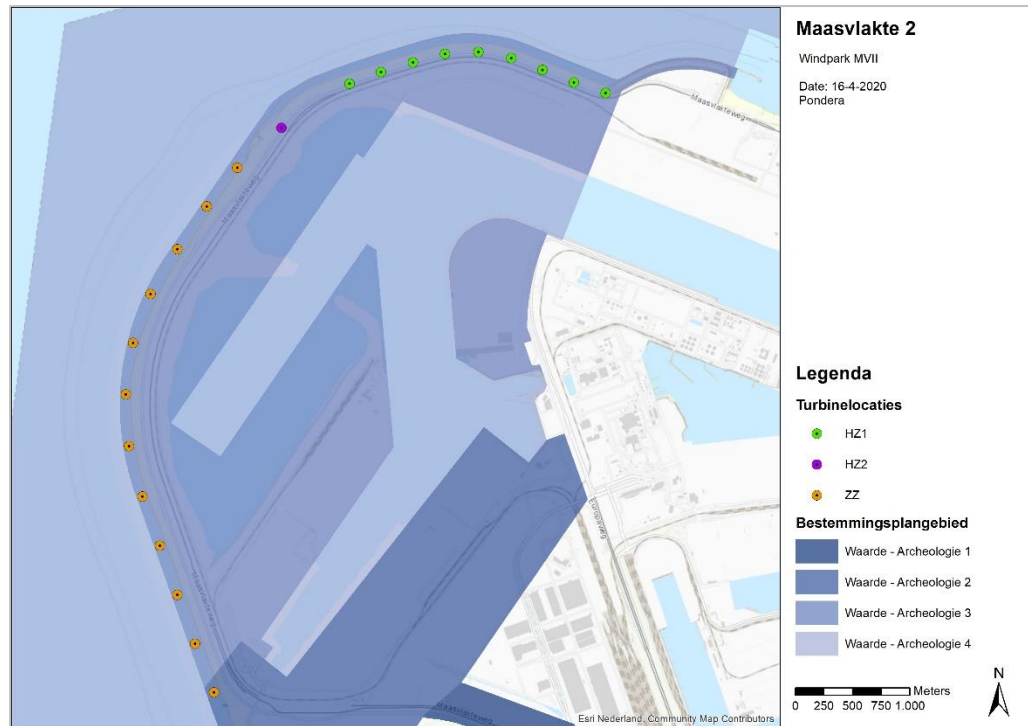 Maasvlakte 2
Windpark MVII
Date: 16-4-2020
Pondera
Maasvlakteweg
Maasvlakteweg
Europaweg
Maasvlakteweg
Legenda
Turbinelocaties
HZ1
HZ2
ZZ
Bestemmingsplangebied
Waarde - Archeologie 1
Waarde - Archeologie 2
Waarde - Archeologie 3
Waarde - Archeologie 4
N
Meters
0 250 500 750 1.000
Esri Nederland, Community Map Contributors